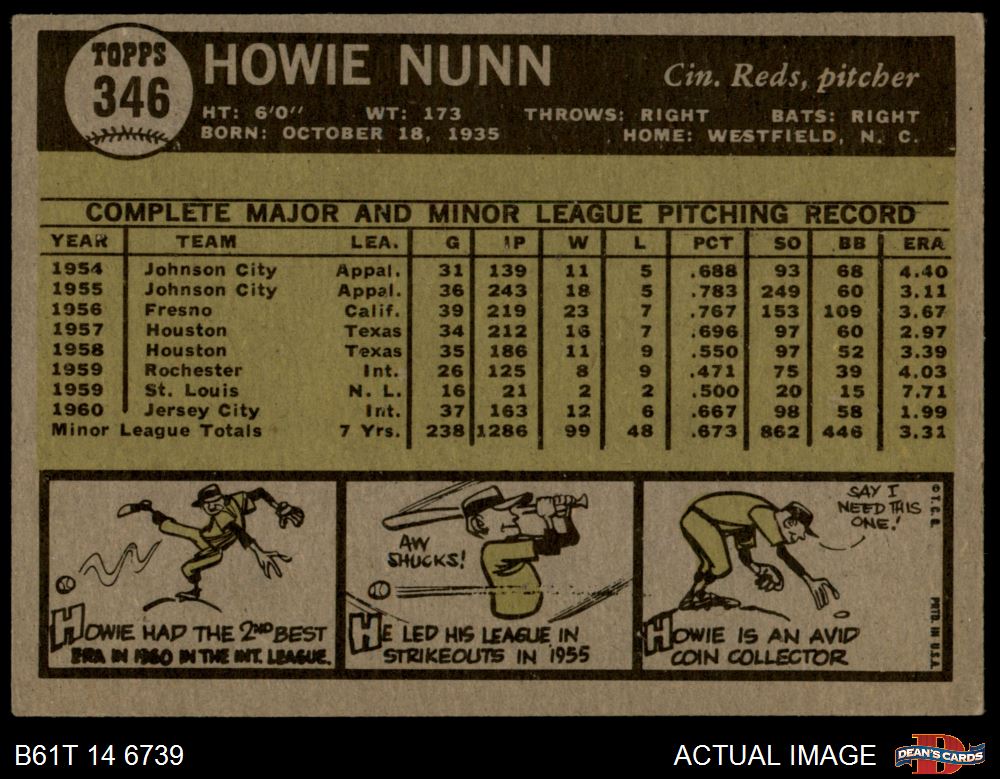 TOPPS
346
HOWIE NUNN
Cin. Reds, pitcher
HT: 6'0" WT: 173 THROWS: RIGHT BATS: RIGHT
BORN: OCTOBER 18, 1935 HOME: WESTFIELD, N. C.
COMPLETE MAJOR AND MINOR LEAGUE PITCHING RECORD
YEAR TEAM LEA. G IP W L PCT SO BB ERA
1954 Johnson City Appal. 31 139 11 5 .688 93 68 4.40
1955 Johnson City Appal. 36 243 18 5 .783 249 60 3.11
1956 Fresno Calif. 39 219 23 7 .767 153 109 3.67
1957 Houston Texas 34 212 16 7 .696 97 60 2.97
1958 Houston Texas 35 186 11 9 .550 97 52 3.39
1959 Rochester Int. 26 125 8 9 .471 75 39 4.03
1959 St. Louis N. L. 16 21 2 2 .500 20 15 7.71
1960 Jersey City Int. 37 163 12 6 .667 98 58 1.99
Minor League Totals 7 Yrs. 238 1286 99 48 .673 862 446 3.31
HOWIE HAD THE 2ND BEST
ERA IN 1960 IN THE INT. LEAGUE.
AW
SHUCKS!
HE LED HIS LEAGUE IN
STRIKEOUTS IN 1955
SAY I
NEED THIS
ONE!
HOWIE IS AN AVID
COIN COLLECTOR
© T. C. G.
PRTD. IN U.S.A.
B61T 14 6739
ACTUAL IMAGE
DEAN'S CARDS